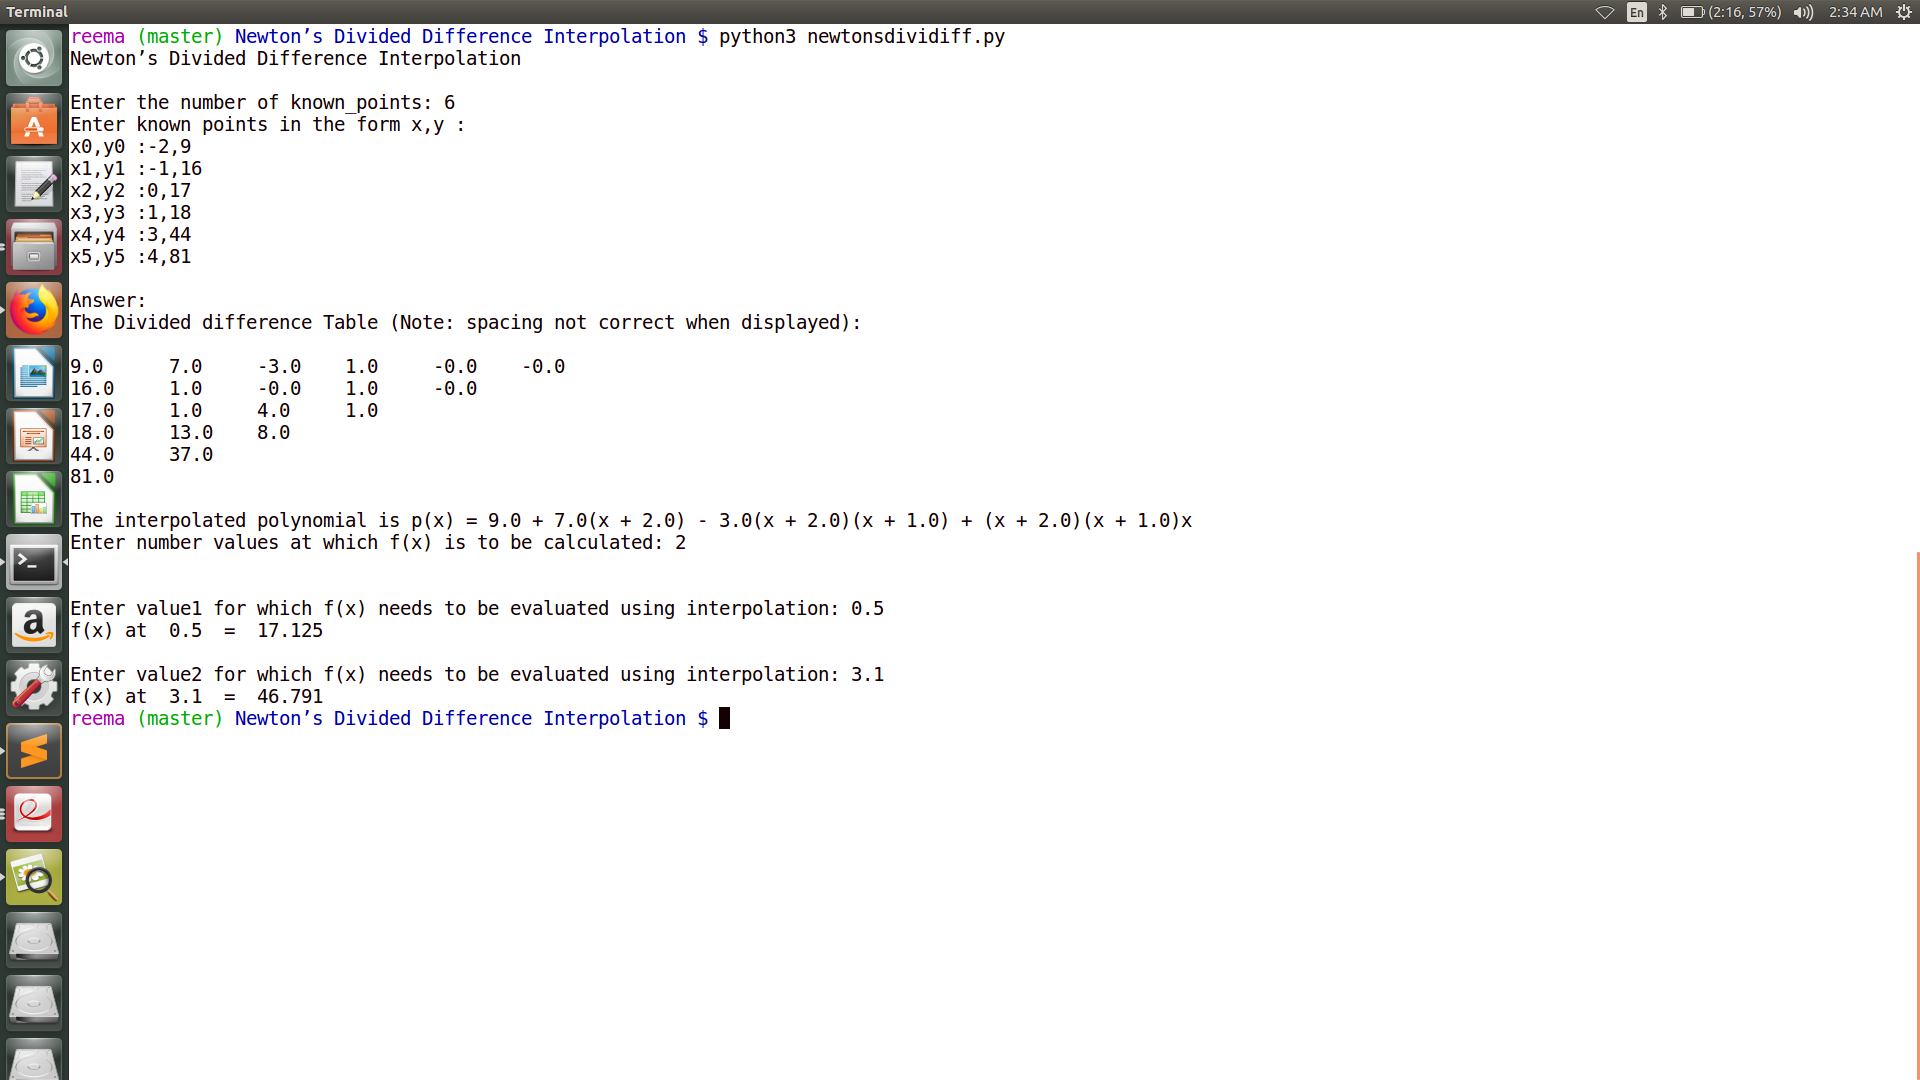 Terminal
En (2:16, 57%) 2:34 AM
reema (master) Newton’s Divided Difference Interpolation $ python3 newtonsdividiff.py
Newton’s Divided Difference Interpolation
Enter the number of known_points: 6
Enter known points in the form x,y :
x0,y0 :-2,9
x1,y1 :-1,16
x2,y2 :0,17
x3,y3 :1,18
x4,y4 :3,44
x5,y5 :4,81
Answer:
The Divided difference Table (Note: spacing not correct when displayed):
9.0 7.0 -3.0 1.0 -0.0 -0.0
16.0 1.0 -0.0 1.0 -0.0
17.0 1.0 4.0 1.0
18.0 13.0 8.0
44.0 37.0
81.0
The interpolated polynomial is p(x) = 9.0 + 7.0(x + 2.0) - 3.0(x + 2.0)(x + 1.0) + (x + 2.0)(x + 1.0)x
Enter number values at which f(x) is to be calculated: 2
Enter value1 for which f(x) needs to be evaluated using interpolation: 0.5
f(x) at 0.5 = 17.125
Enter value2 for which f(x) needs to be evaluated using interpolation: 3.1
f(x) at 3.1 = 46.791
reema (master) Newton’s Divided Difference Interpolation $